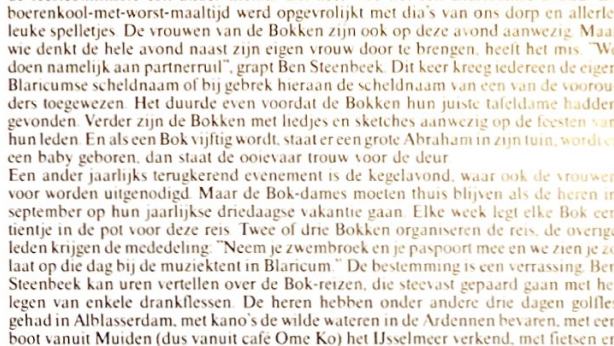 boerenkool-met-worst-maaltijd werd opgevrolijkt met dia's van ons dorp en allerle
leuke spelletjes. De vrouwen van de Bokken zijn ook op deze avond aanwezig. Maa
wie denkt de hele avond naast zijn eigen vrouw door te brengen, heeft het mis. "We
doen namelijk aan partnerruil", grapt Ben Steenbeek. Dit keer kreeg iedereen de eigen
Blaricumse scheldnaam of bij gebrek hieraan de scheldnaam van een van de voorou-
ders toegewezen. Het duurde even voordat de Bokken hun juiste tafeldame hadden
gevonden. Verder zijn de Bokken met liedjes en sketches aanwezig op de feesten van
hun leden. En als een Bok vijftig wordt, staat er een grote Abraham in zijn tuin, wordt er
een baby geboren, dan staat de ooievaar trouw voor de deur
Een ander jaarlijks terugkerend evenement is de kegelavond, waar ook de vrouwen
voor worden uitgenodigd. Maar de Bok-dames moeten thuis blijven als de heren in
september op hun jaarlijkse driedaagse vakantie gaan. Elke week legt elke Bok een
tientje in de pot voor deze reis. Twee of drie Bokken organiseren de reis, de overige
leden krijgen de mededeling: "Neem je zwembroek en je paspoort mee en we zien je zo
laat op die dag bij de muziektent in Blaricum." De bestemming is een verrassing. Ben
Steenbeek kan uren vertellen over de Bok-reizen, die steevast gepaard gaan met he
legen van enkele drankflessen. De heren hebben onder andere drie dagen golfles
gehad in Alblasserdam, met kano's de wilde wateren in de Ardennen bevaren, met een
boot vanuit Muiden (dus vanuit café Ome Ko) het IJsselmeer verkend, met fietsen en